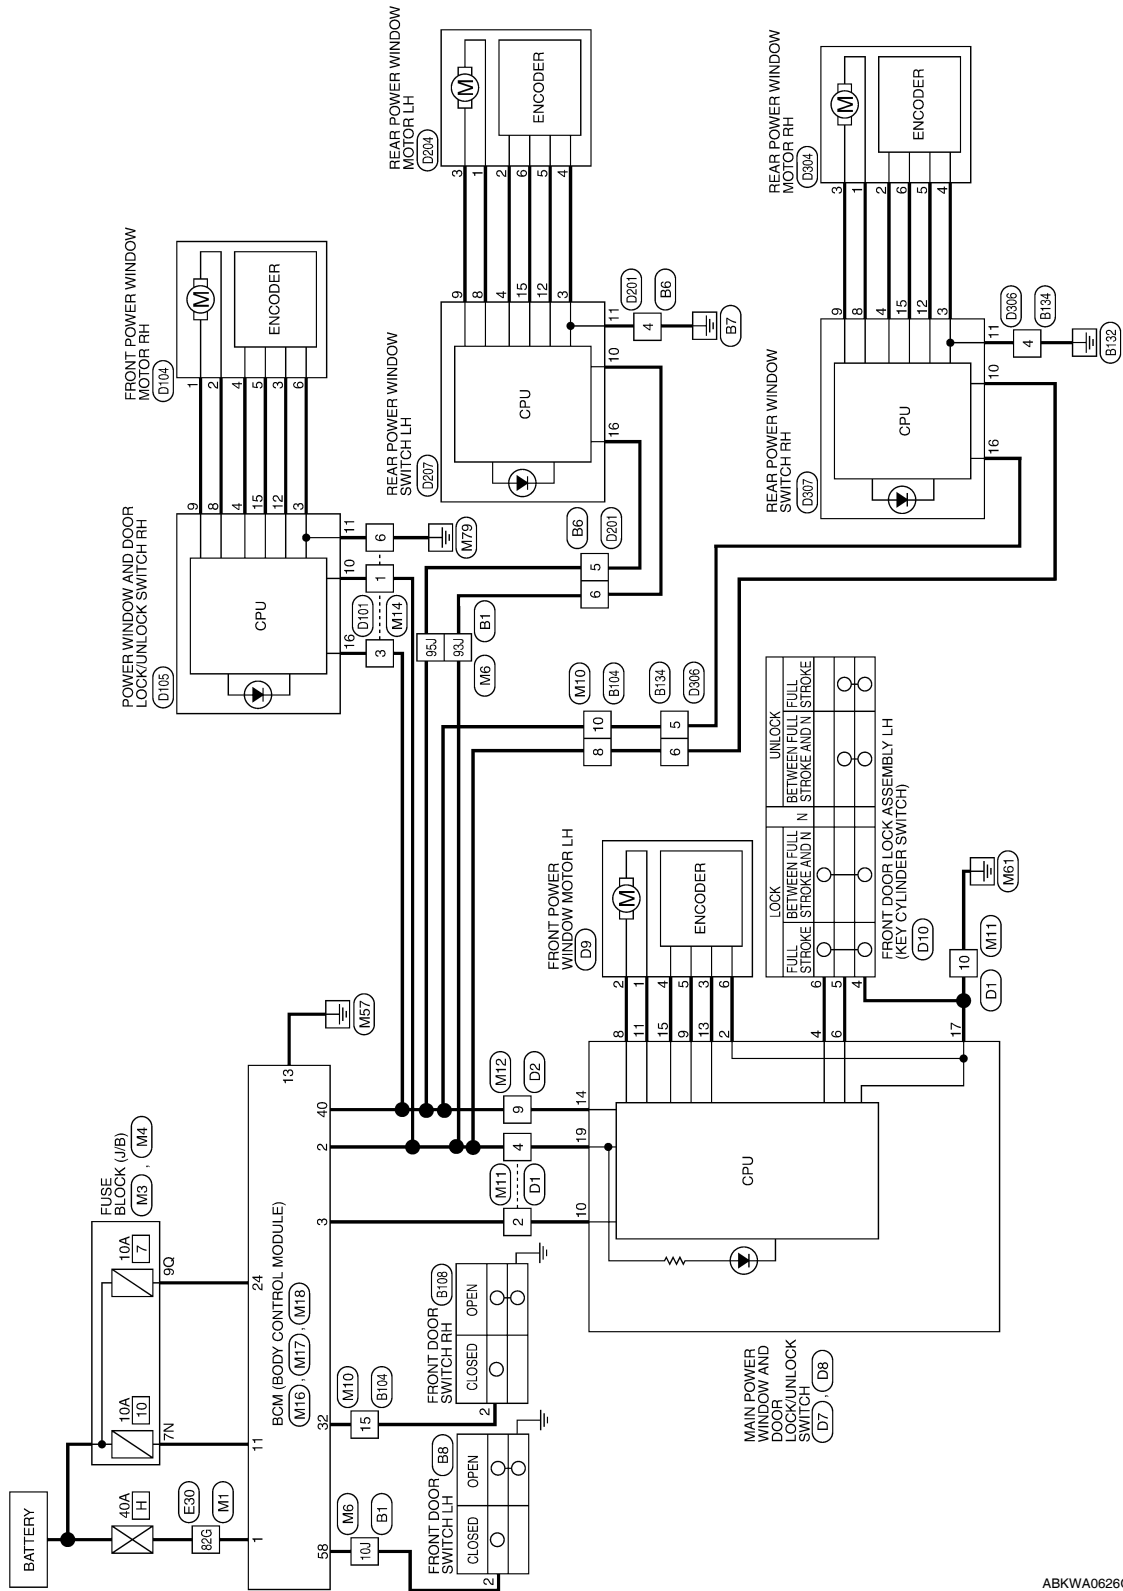 BATTERY
40A
H
E30
82G
M1
1
10A
10
7N
11
10A
7
9Q
24
FUSE
BLOCK (J/B)
M3 , M4
BCM (BODY CONTROL MODULE)
M16 , M17 , M18
58
32
3
2
40
13
M57
M6
10J
B1
M10
15
B104
FRONT DOOR
SWITCH LH
B8
CLOSED
OPEN
2
FRONT DOOR
SWITCH RH
B108
CLOSED
OPEN
2
M11
2
4
D1
M12
9
D2
10
19
14
MAIN POWER
WINDOW AND
DOOR
LOCK/UNLOCK
SWITCH
D7 , D8
CPU
8
11
15
9
13
2
4
6
17
2
1
4
5
3
6
6
5
4
FRONT POWER
WINDOW MOTOR LH
D9
M
ENCODER
LOCK
UNLOCK
FULL
STROKE
BETWEEN FULL
STROKE AND N
N
BETWEEN FULL
STROKE AND N
FULL
STROKE
FRONT DOOR LOCK ASSEMBLY LH
(KEY CYLINDER SWITCH)
D10
D1
10
M11
M61
POWER WINDOW AND DOOR
LOCK/UNLOCK SWITCH RH
D105
CPU
16
10
11
3
1
6
D101
M14
M79
9
8
4
15
12
3
1
2
4
5
3
6
FRONT POWER WINDOW
MOTOR RH
D104
M
ENCODER
M6
95J
93J
B1
B6
5
6
D201
REAR POWER WINDOW
SWITCH LH
D207
CPU
16
10
11
4
D201
B6
B7
9
8
4
15
12
3
3
1
2
6
5
4
REAR POWER WINDOW
MOTOR LH
D204
M
ENCODER
M10
10
8
B104
B134
5
6
D306
REAR POWER WINDOW
SWITCH RH
D307
CPU
16
10
11
4
D306
B134
B132
9
8
4
15
12
3
3
1
2
6
5
4
REAR POWER WINDOW
MOTOR RH
D304
M
ENCODER